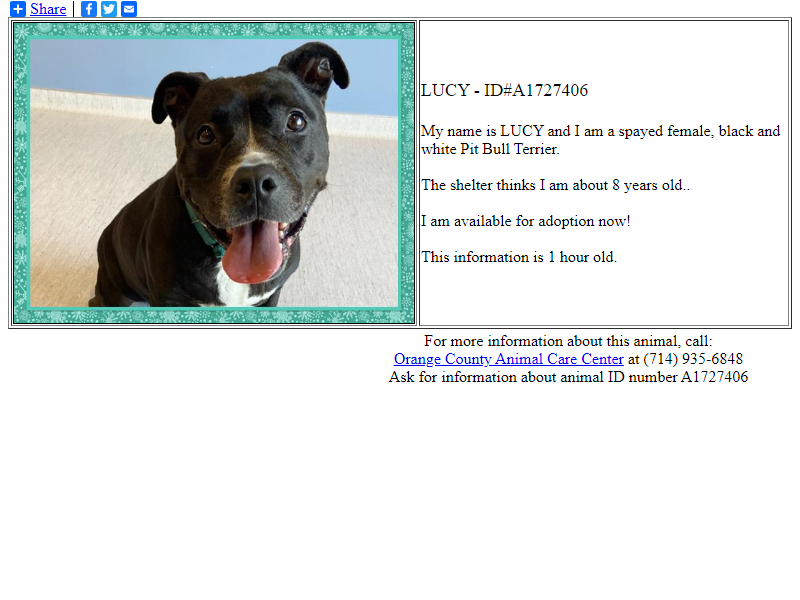 Share |
LUCY - ID#A1727406
My name is LUCY and I am a spayed female, black and
white Pit Bull Terrier.
The shelter thinks I am about 8 years old..
I am available for adoption now!
This information is 1 hour old.
For more information about this animal, call:
Orange County Animal Care Center at (714) 935-6848
Ask for information about animal ID number A1727406